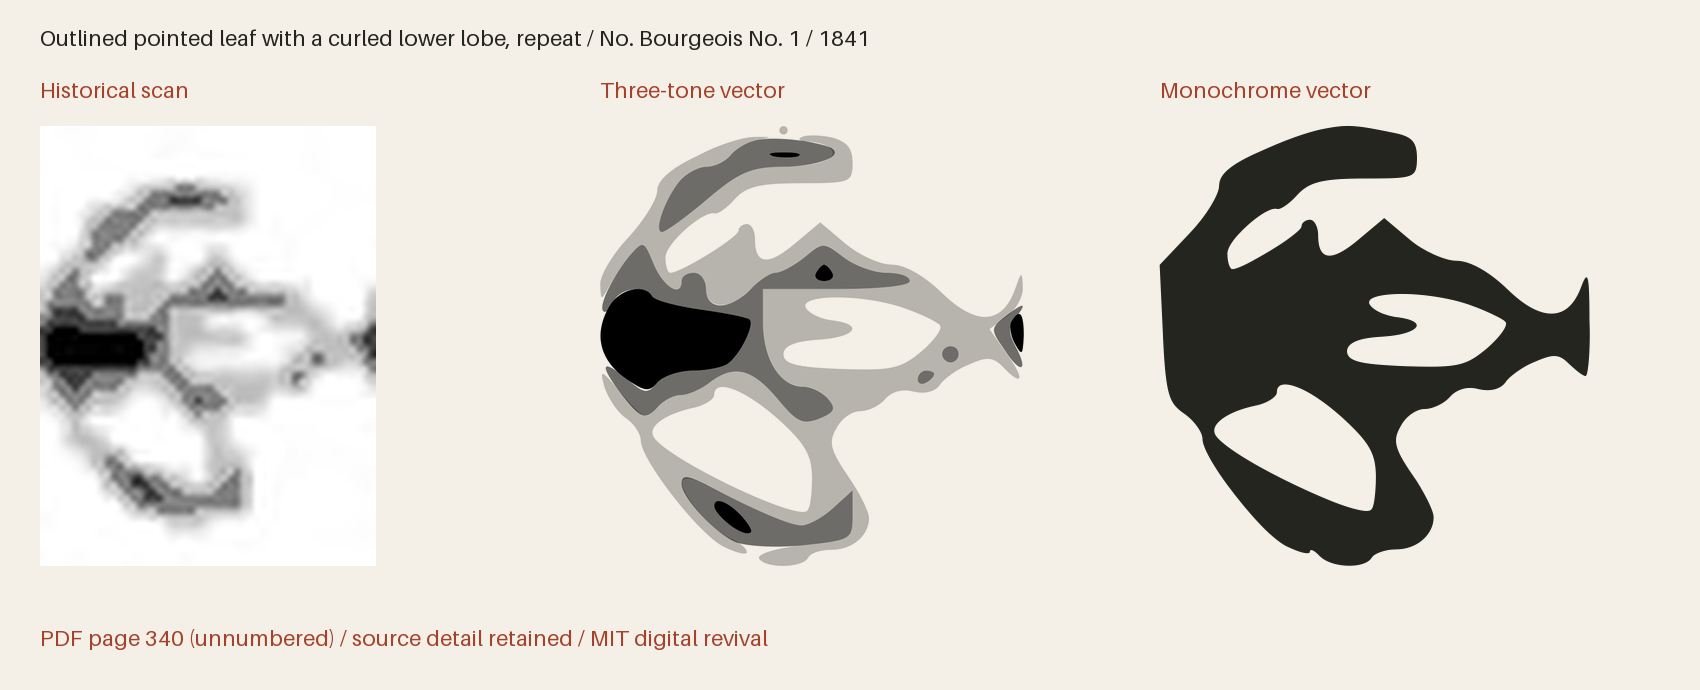 Outlined pointed leaf with a curled lower lobe, repeat / No. Bourgeois No. 1 / 1841
Historical scan
Three-tone vector
Monochrome vector
PDF page 340 (unnumbered) / source detail retained / MIT digital revival